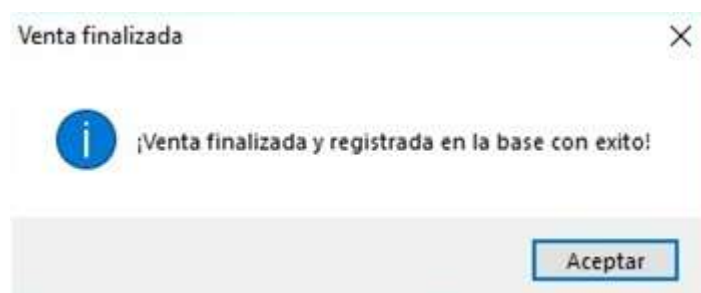 Venta finalizada
¡Venta finalizada y registrada en la base con exito!
Aceptar